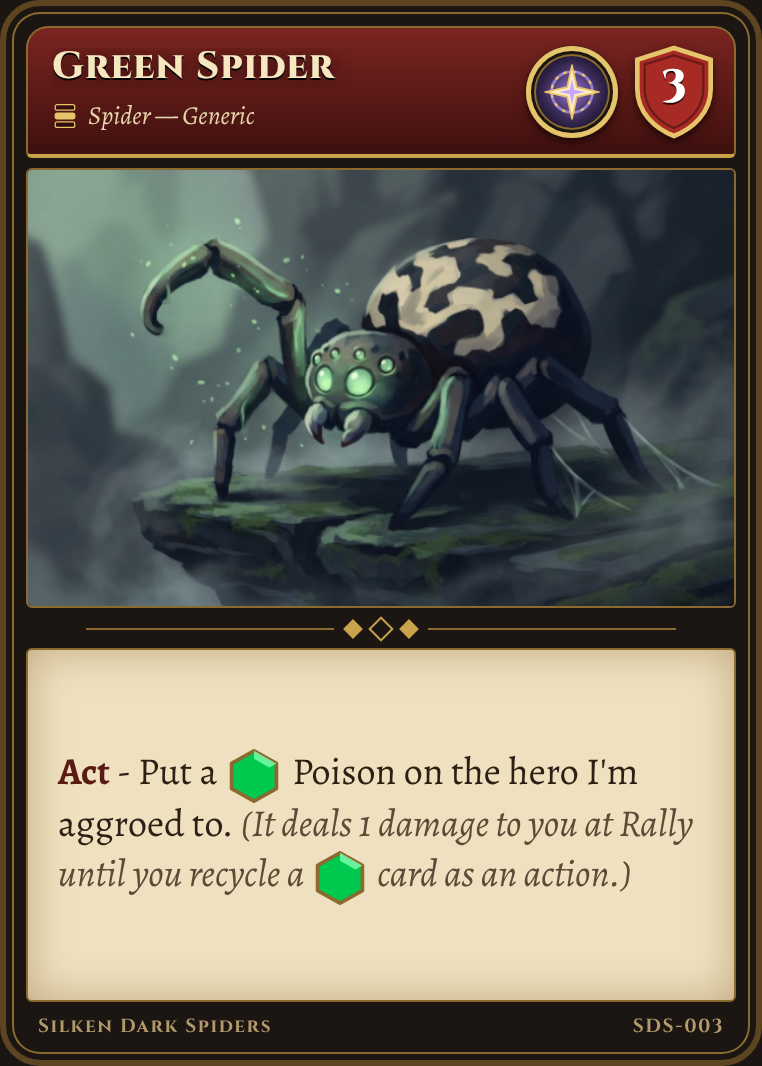 Green Spider
3
Spider — Generic
Act - Put a Poison on the hero I'm
aggroed to. (It deals 1 damage to you at Rally
until you recycle a card as an action.)
Silken Dark Spiders
SDS-003